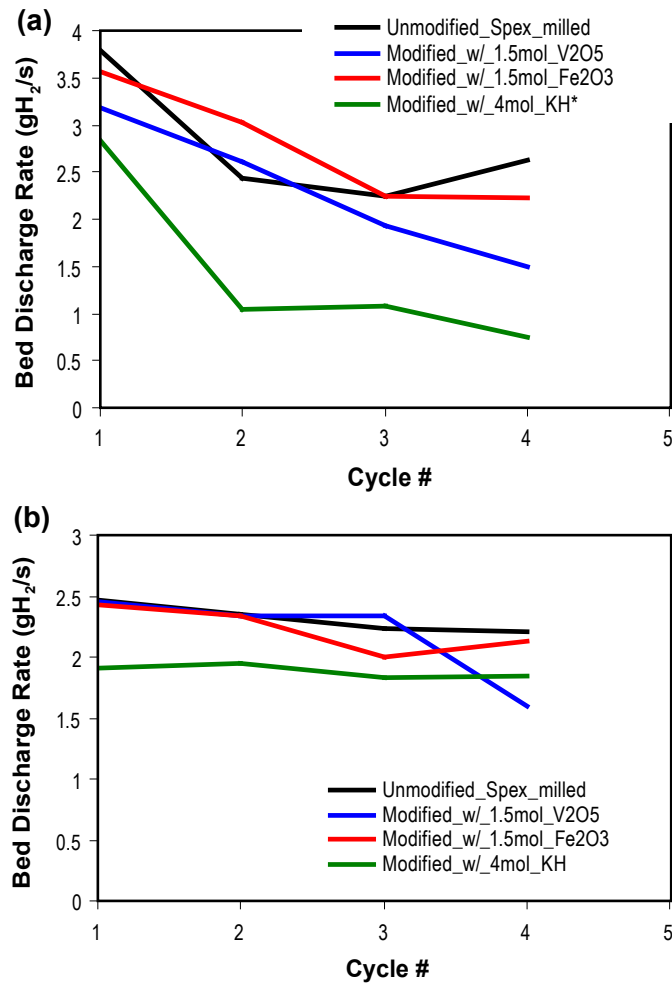 (a)
Unmodified_Spex_milled
Modified_w/_1.5mol_V2O5
Modified_w/_1.5mol_Fe2O3
Modified_w/_4mol_KH*
Bed Discharge Rate (gH₂/s)
4
3.5
3
2.5
2
1.5
1
0.5
0
1 2 3 4 5
Cycle #
(b)
Bed Discharge Rate (gH₂/s)
3
2.5
2
1.5
1
0.5
0
Unmodified_Spex_milled
Modified_w/_1.5mol_V2O5
Modified_w/_1.5mol_Fe2O3
Modified_w/_4mol_KH
1 2 3 4 5
Cycle #